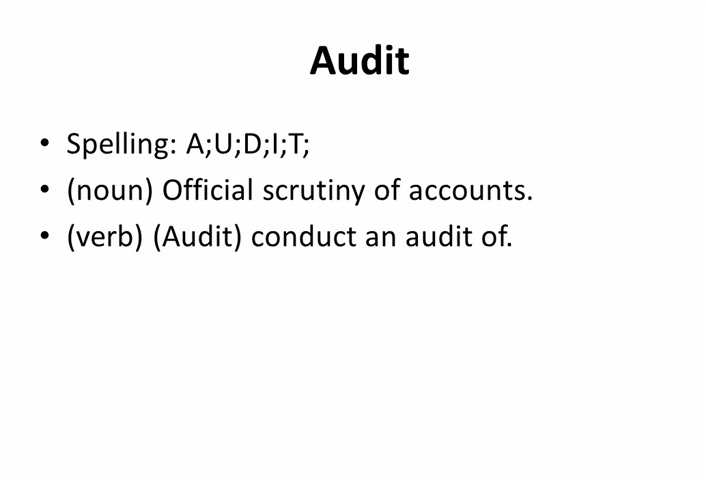 Audit
• Spelling: A;U;D;I;T;
• (noun) Official scrutiny of accounts.
• (verb) (Audit) conduct an audit of.